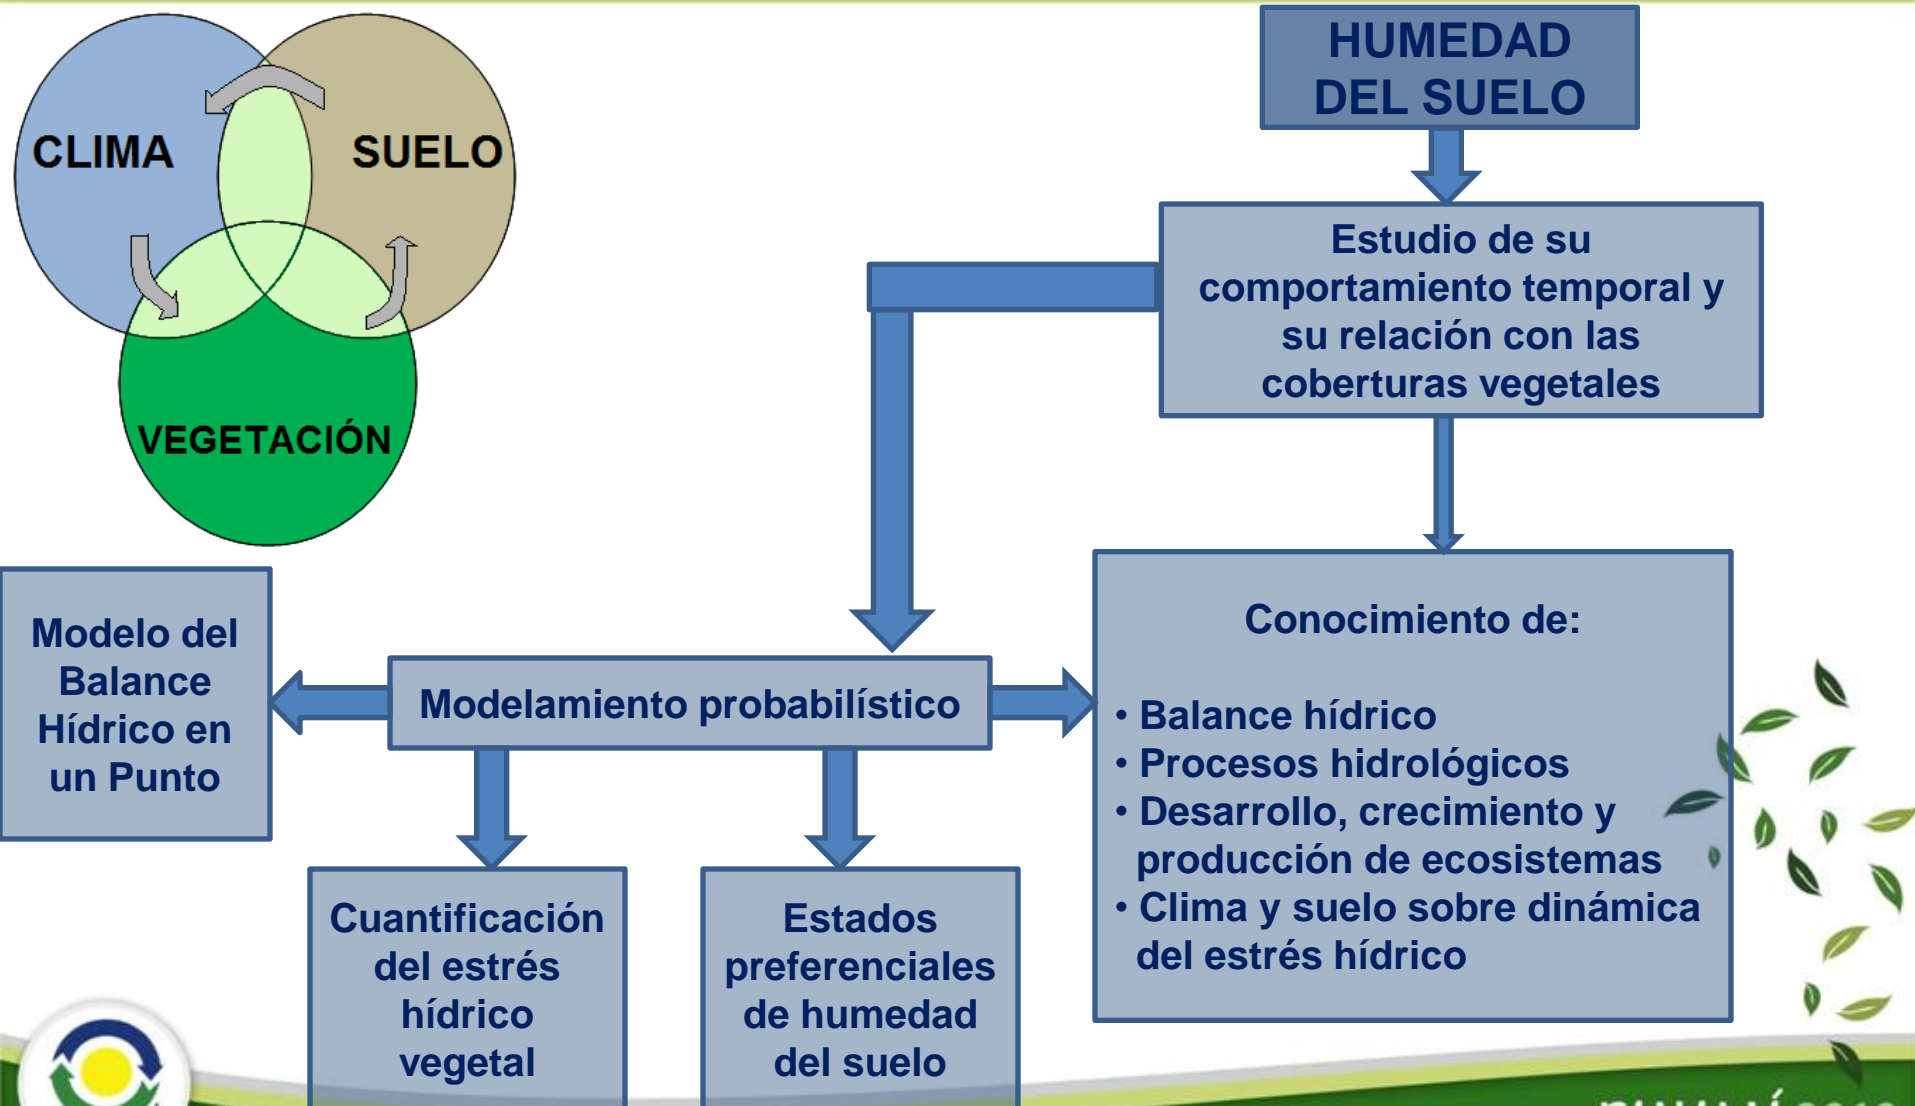 CLIMA
SUELO
VEGETACIÓN
HUMEDAD
DEL SUELO
Estudio de su
comportamiento temporal y
su relación con las
coberturas vegetales
Modelo del
Balance
Hídrico en
un Punto
Modelamiento probabilístico
Conocimiento de:
• Balance hídrico
• Procesos hidrológicos
• Desarrollo, crecimiento y
producción de ecosistemas
• Clima y suelo sobre dinámica
del estrés hídrico
Cuantificación
del estrés
hídrico
vegetal
Estados
preferenciales
de humedad
del suelo